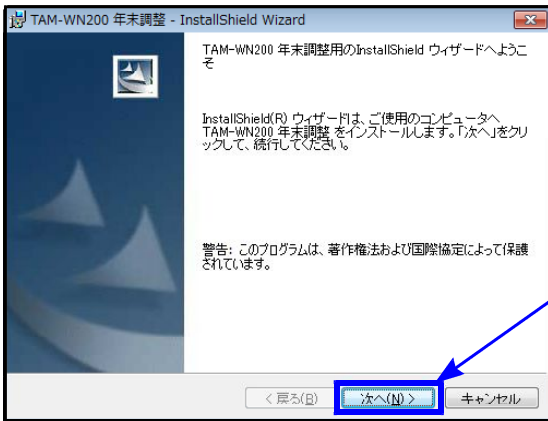 TAM-WN200 年末調整 - InstallShield Wizard
TAM-WN200 年末調整用のInstallShield ウィザードへようこ
そ
InstallShield(R) ウィザードは、ご使用のコンピュータへ
TAM-WN200 年末調整 をインストールします。「次へ」をクリ
ックして、続行してください。
警告: このプログラムは、著作権法および国際協定によって保護
されています。
< 戻る(B)
次へ(N) >
キャンセル